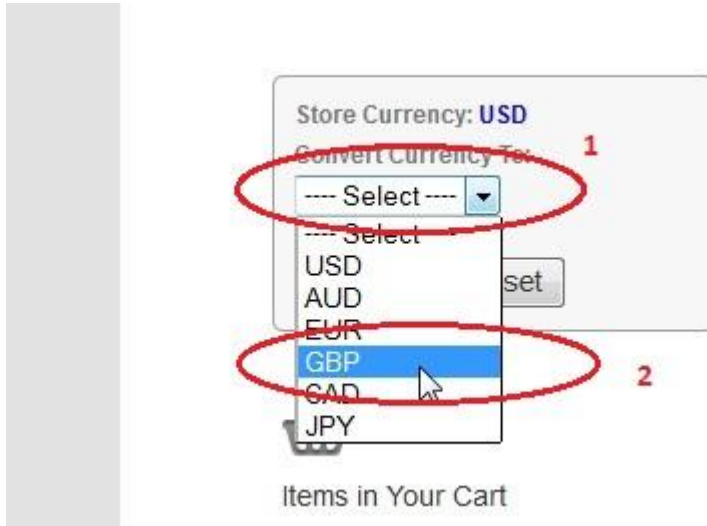 Store Currency: USD
Convert Currency To:
1
---- Select ----
---- Select
USD
AUD
EUR
GBP
CAD
JPY
set
2
Items in Your Cart